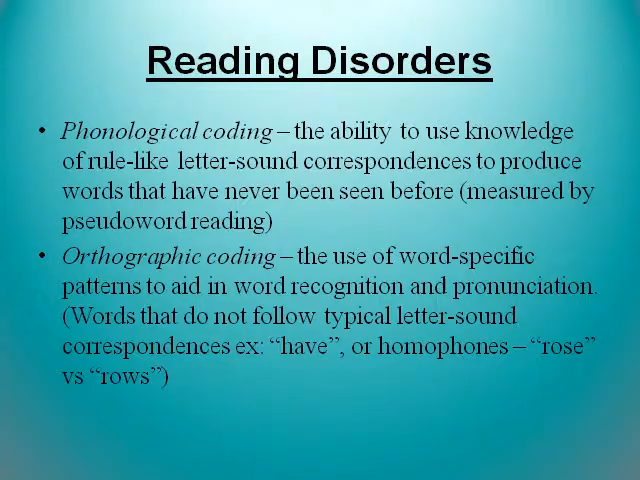 Reading Disorders
• Phonological coding – the ability to use knowledge
of rule-like letter-sound correspondences to produce
words that have never been seen before (measured by
pseudoword reading)
• Orthographic coding – the use of word-specific
patterns to aid in word recognition and pronunciation.
(Words that do not follow typical letter-sound
correspondences ex: “have”, or homophones – “rose”
vs “rows”)